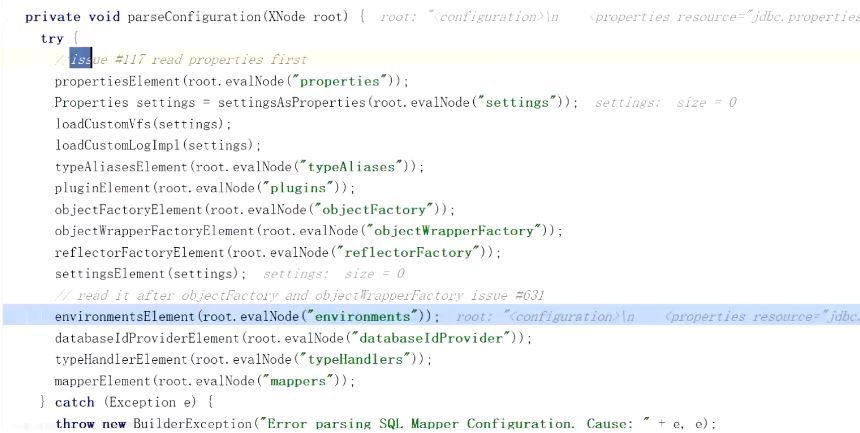 private void parseConfiguration(XNode root) { root: "<configuration>\n <properties resource="jdbc.properties
try {
//issue #117 read properties first
propertiesElement(root.evalNode("properties"));
Properties settings = settingsAsProperties(root.evalNode("settings")); settings: size = 0
loadCustomVfs(settings);
loadCustomLogImpl(settings);
typeAliasesElement(root.evalNode("typeAliases"));
pluginElement(root.evalNode("plugins"));
objectFactoryElement(root.evalNode("objectFactory"));
objectWrapperFactoryElement(root.evalNode("objectWrapperFactory"));
reflectorFactoryElement(root.evalNode("reflectorFactory"));
settingsElement(settings); settings: size = 0
// read it after objectFactory and objectWrapperFactory issue #631
environmentsElement(root.evalNode("environments")); root: "<configuration>\n <properties resource="jdbc.
databaseIdProviderElement(root.evalNode("databaseIdProvider"));
typeHandlerElement(root.evalNode("typeHandlers"));
mapperElement(root.evalNode("mappers"));
} catch (Exception e) {
throw new BuilderException("Error parsing SQL Mapper Configuration. Cause: " + e, e);